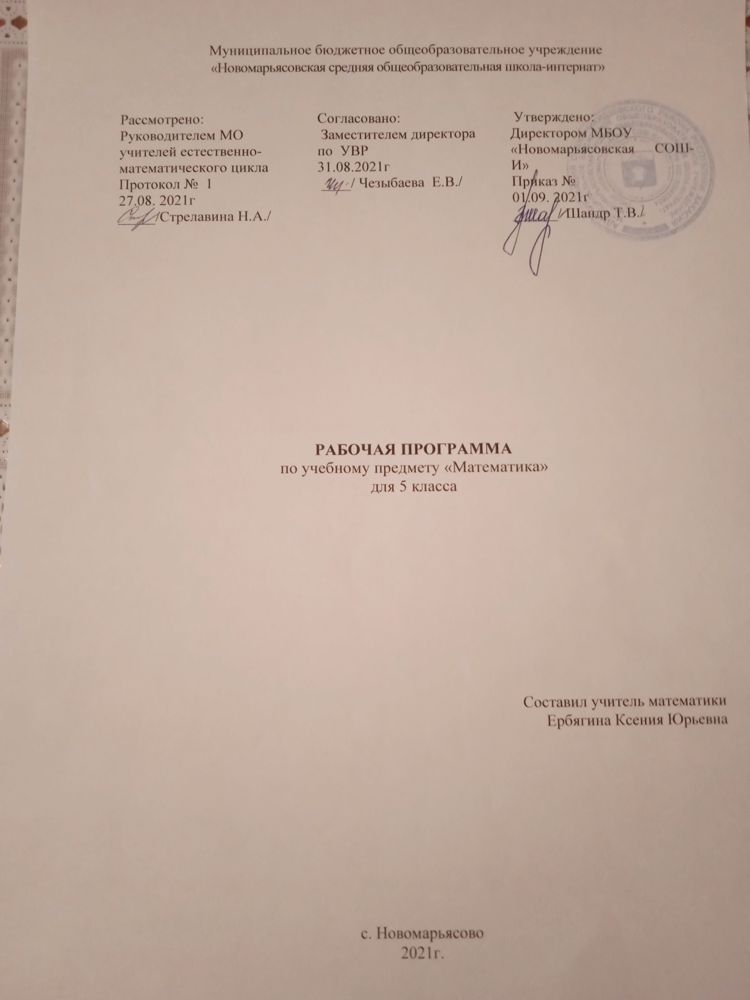 Муниципальное бюджетное общеобразовательное учреждение
«Новомарьясовская средняя общеобразовательная школа-интернат»
Рассмотрено:
Руководителем МО
учителей естественно-
математического цикла
Протокол № 1
27.08. 2021г
/Стрелавина Н.А./
Согласовано:
Заместителем директора
по УВР
31.08.2021г
/ Чезыбаева Е.В./
Утверждено:
Директором МБОУ
«Новомарьясовская СОШ-
И»
Приказ №
01.09. 2021г
/Шандр Т.В./
РАБОЧАЯ ПРОГРАММА
по учебному предмету «Математика»
для 5 класса
Составил учитель математики
Ербягина Ксения Юрьевна
с. Новомарьясово
2021г.